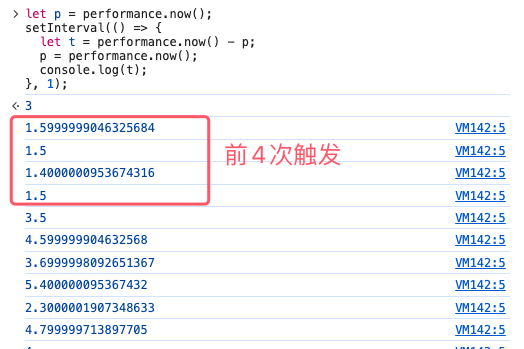 > let p = performance.now();
setInterval(() => {
let t = performance.now() - p;
p = performance.now();
console.log(t);
}, 1);
3
1.5999999046325684 VM142:5
1.5 VM142:5
1.4000000953674316 VM142:5
1.5 VM142:5
前4次触发
3.5 VM142:5
4.599999904632568 VM142:5
3.6999998092651367 VM142:5
5.400000095367432 VM142:5
2.3000001907348633 VM142:5
4.799999713897705 VM142:5